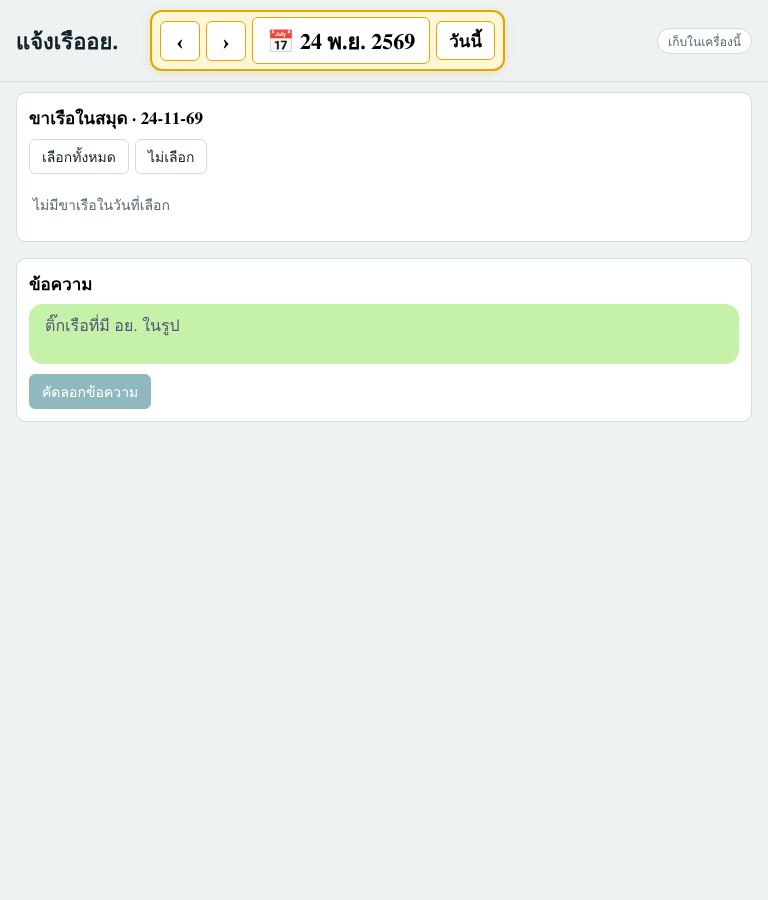 แจ้งเรืออย.
‹ › 📅 24 พ.ย. 2569 วันนี้
เก็บในเครื่องนี้
ขาเรือในสมุด · 24-11-69
เลือกทั้งหมด ไม่เลือก
ไม่มีขาเรือในวันที่เลือก
ข้อความ
ติ๊กเรือที่มี อย. ในรูป
คัดลอกข้อความ